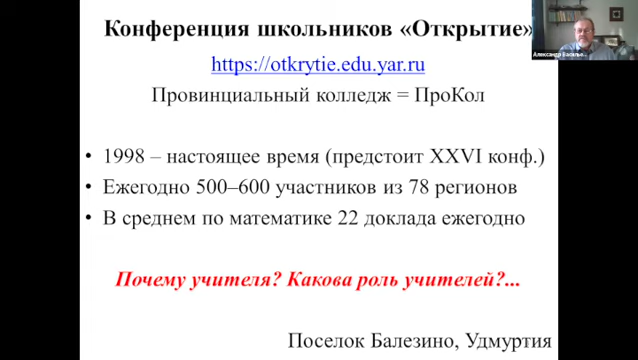 Конференция школьников «Открытие»
https://otkrytie.edu.yar.ru
Провинциальный колледж = ПроКол
• 1998 – настоящее время (предстоит XXVI конф.)
• Ежегодно 500–600 участников из 78 регионов
• В среднем по математике 22 доклада ежегодно
Почему учителя? Какова роль учителей?...
Поселок Балезино, Удмуртия
Александр Василье...